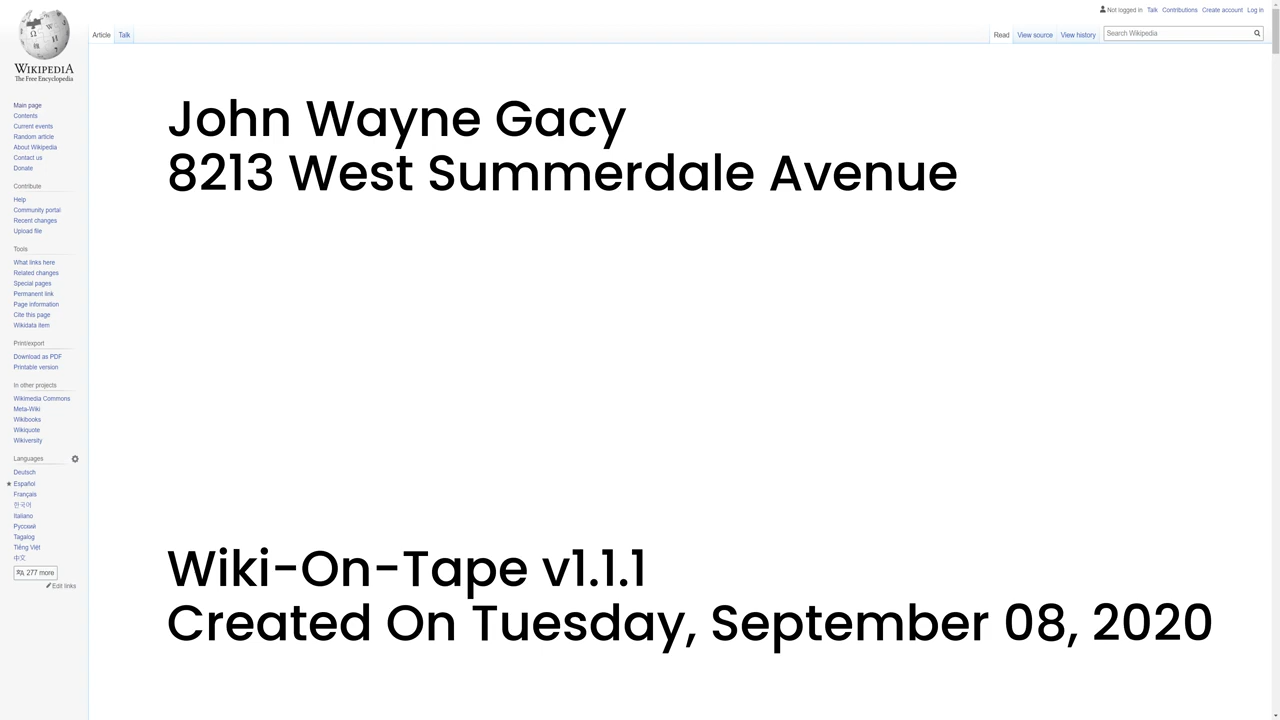 Not logged in Talk Contributions Create account Log in
Article Talk Read View source View history Search Wikipedia
WIKIPEDIA
The Free Encyclopedia
Main page
Contents
Current events
Random article
About Wikipedia
Contact us
Donate
Contribute
Help
Community portal
Recent changes
Upload file
Tools
What links here
Related changes
Special pages
Permanent link
Page information
Cite this page
Wikidata item
Print/export
Download as PDF
Printable version
In other projects
Wikimedia Commons
Meta-Wiki
Wikibooks
Wikiquote
Wikiversity
Languages
Deutsch
Español
Français
한국어
Italiano
Русский
Tagalog
Tiếng Việt
中文
277 more
Edit links
John Wayne Gacy
8213 West Summerdale Avenue
Wiki-On-Tape v1.1.1
Created On Tuesday, September 08, 2020